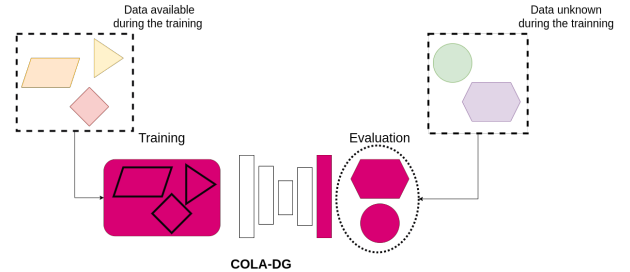 Data available
during the training
Data unknown
during the trainning
Training
Evaluation
COLA-DG